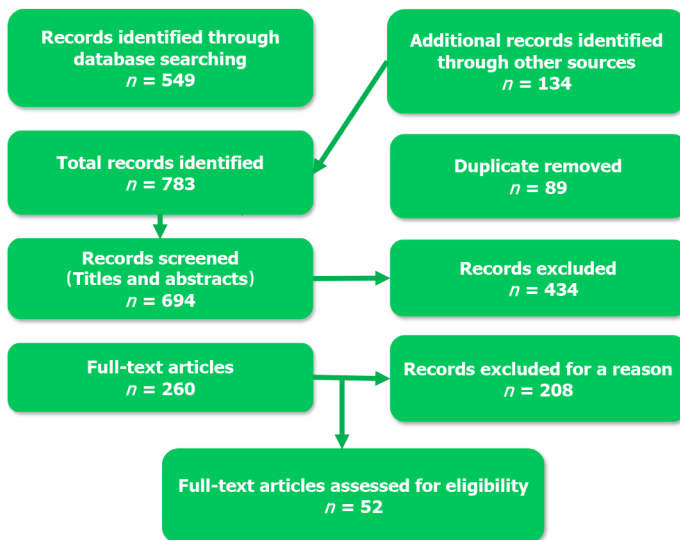 Records identified through
database searching
n = 549
Additional records identified
through other sources
n = 134
Total records identified
n = 783
Duplicate removed
n = 89
Records screened
(Titles and abstracts)
n = 694
Records excluded
n = 434
Full-text articles
n = 260
Records excluded for a reason
n = 208
Full-text articles assessed for eligibility
n = 52